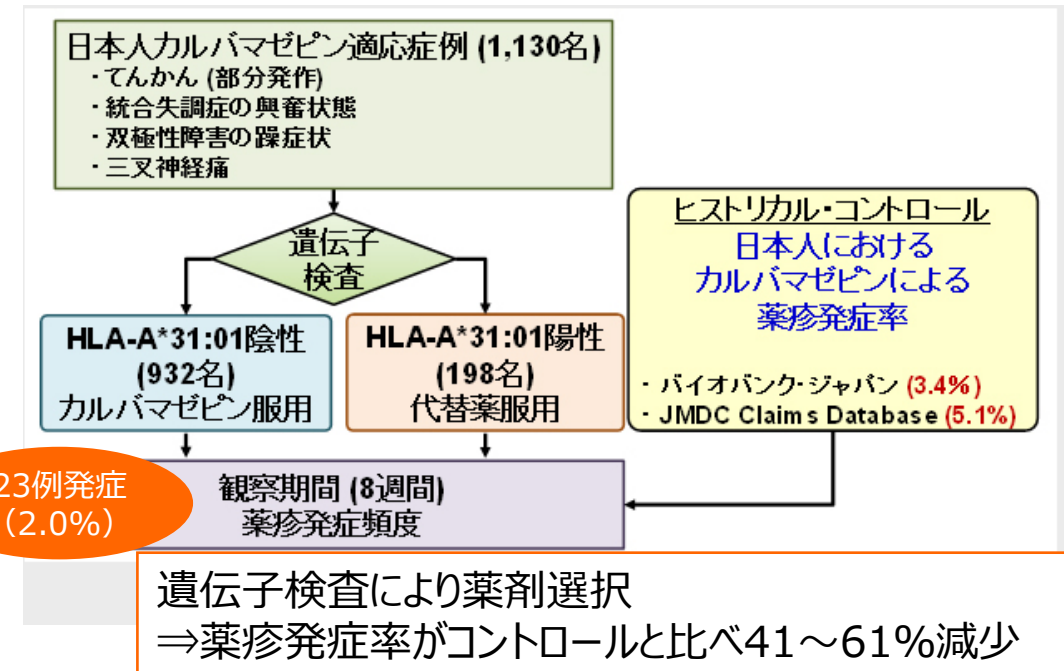 日本人カルバマゼピン適応症例 (1,130名)
・てんかん (部分発作)
・統合失調症の興奮状態
・双極性障害の躁症状
・三叉神経痛
遺伝子
検査
HLA-A*31:01陰性
(932名)
カルバマゼピン服用
HLA-A*31:01陽性
(198名)
代替薬服用
ヒストリカル・コントロール
日本人における
カルバマゼピンによる
薬疹発症率
・バイオバンク・ジャパン (3.4%)
・JMDC Claims Database (5.1%)
23例発症
（2.0%）
観察期間 (8週間)
薬疹発症頻度
遺伝子検査により薬剤選択
⇒薬疹発症率がコントロールと比べ41～61%減少